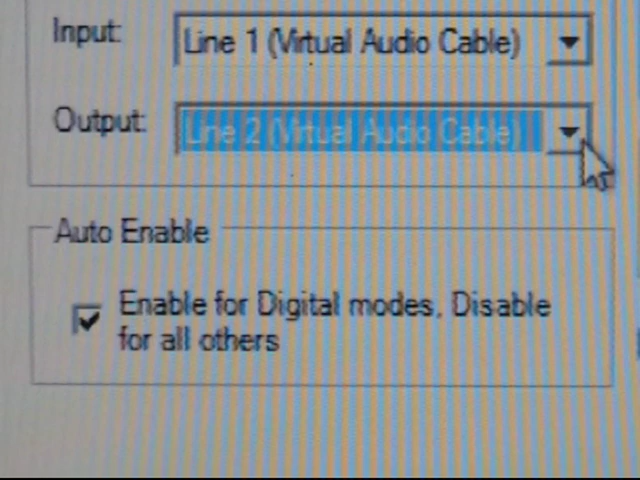 Input: Line 1 (Virtual Audio Cable)
Output: Line 2 (Virtual Audio Cable)
Auto Enable
Enable for Digital modes, Disable
for all others